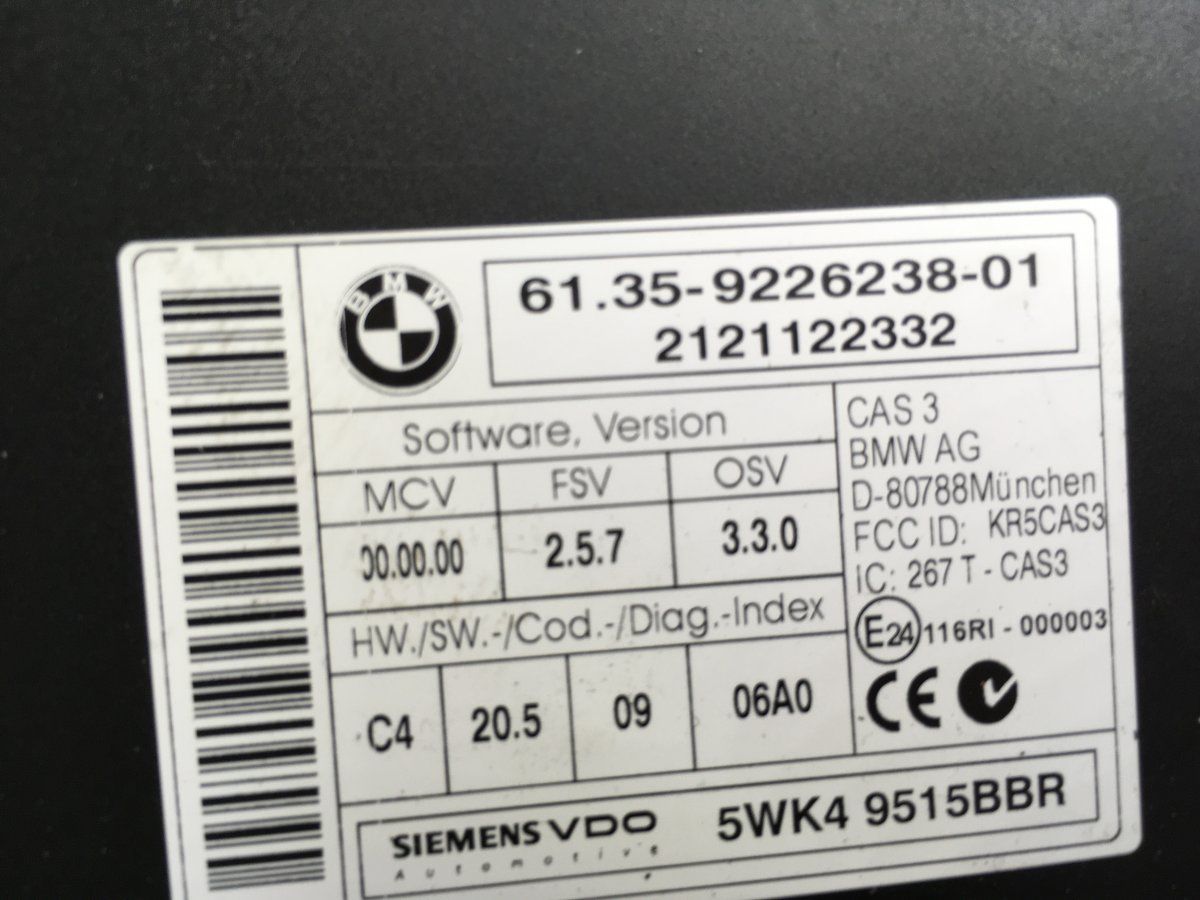 BMW
61.35-9226238-01
2121122332
Software, Version
MCV FSV OSV
00.00.00 2.5.7 3.3.0
HW./SW.-/Cod.-/Diag.-Index
C4 20.5 09 06A0
CAS 3
BMW AG
D-80788München
FCC ID: KR5CAS3
IC: 267 T - CAS3
E24 116RI - 000003
CE
SIEMENS VDO
Automotive
5WK4 9515BBR